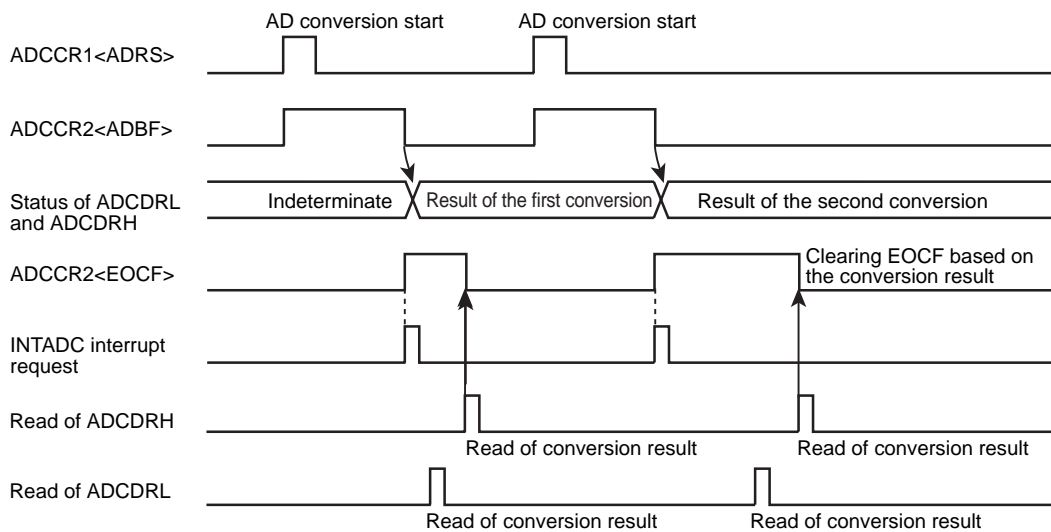 AD conversion start
AD conversion start
ADCCR1<ADRS>
ADCCR2<ADBF>
Status of ADCDRL
and ADCDRH
Indeterminate
Result of the first conversion
Result of the second conversion
ADCCR2<EOCF>
Clearing EOCF based on
the conversion result
INTADC interrupt
request
Read of ADCDRH
Read of conversion result
Read of conversion result
Read of ADCDRL
Read of conversion result
Read of conversion result